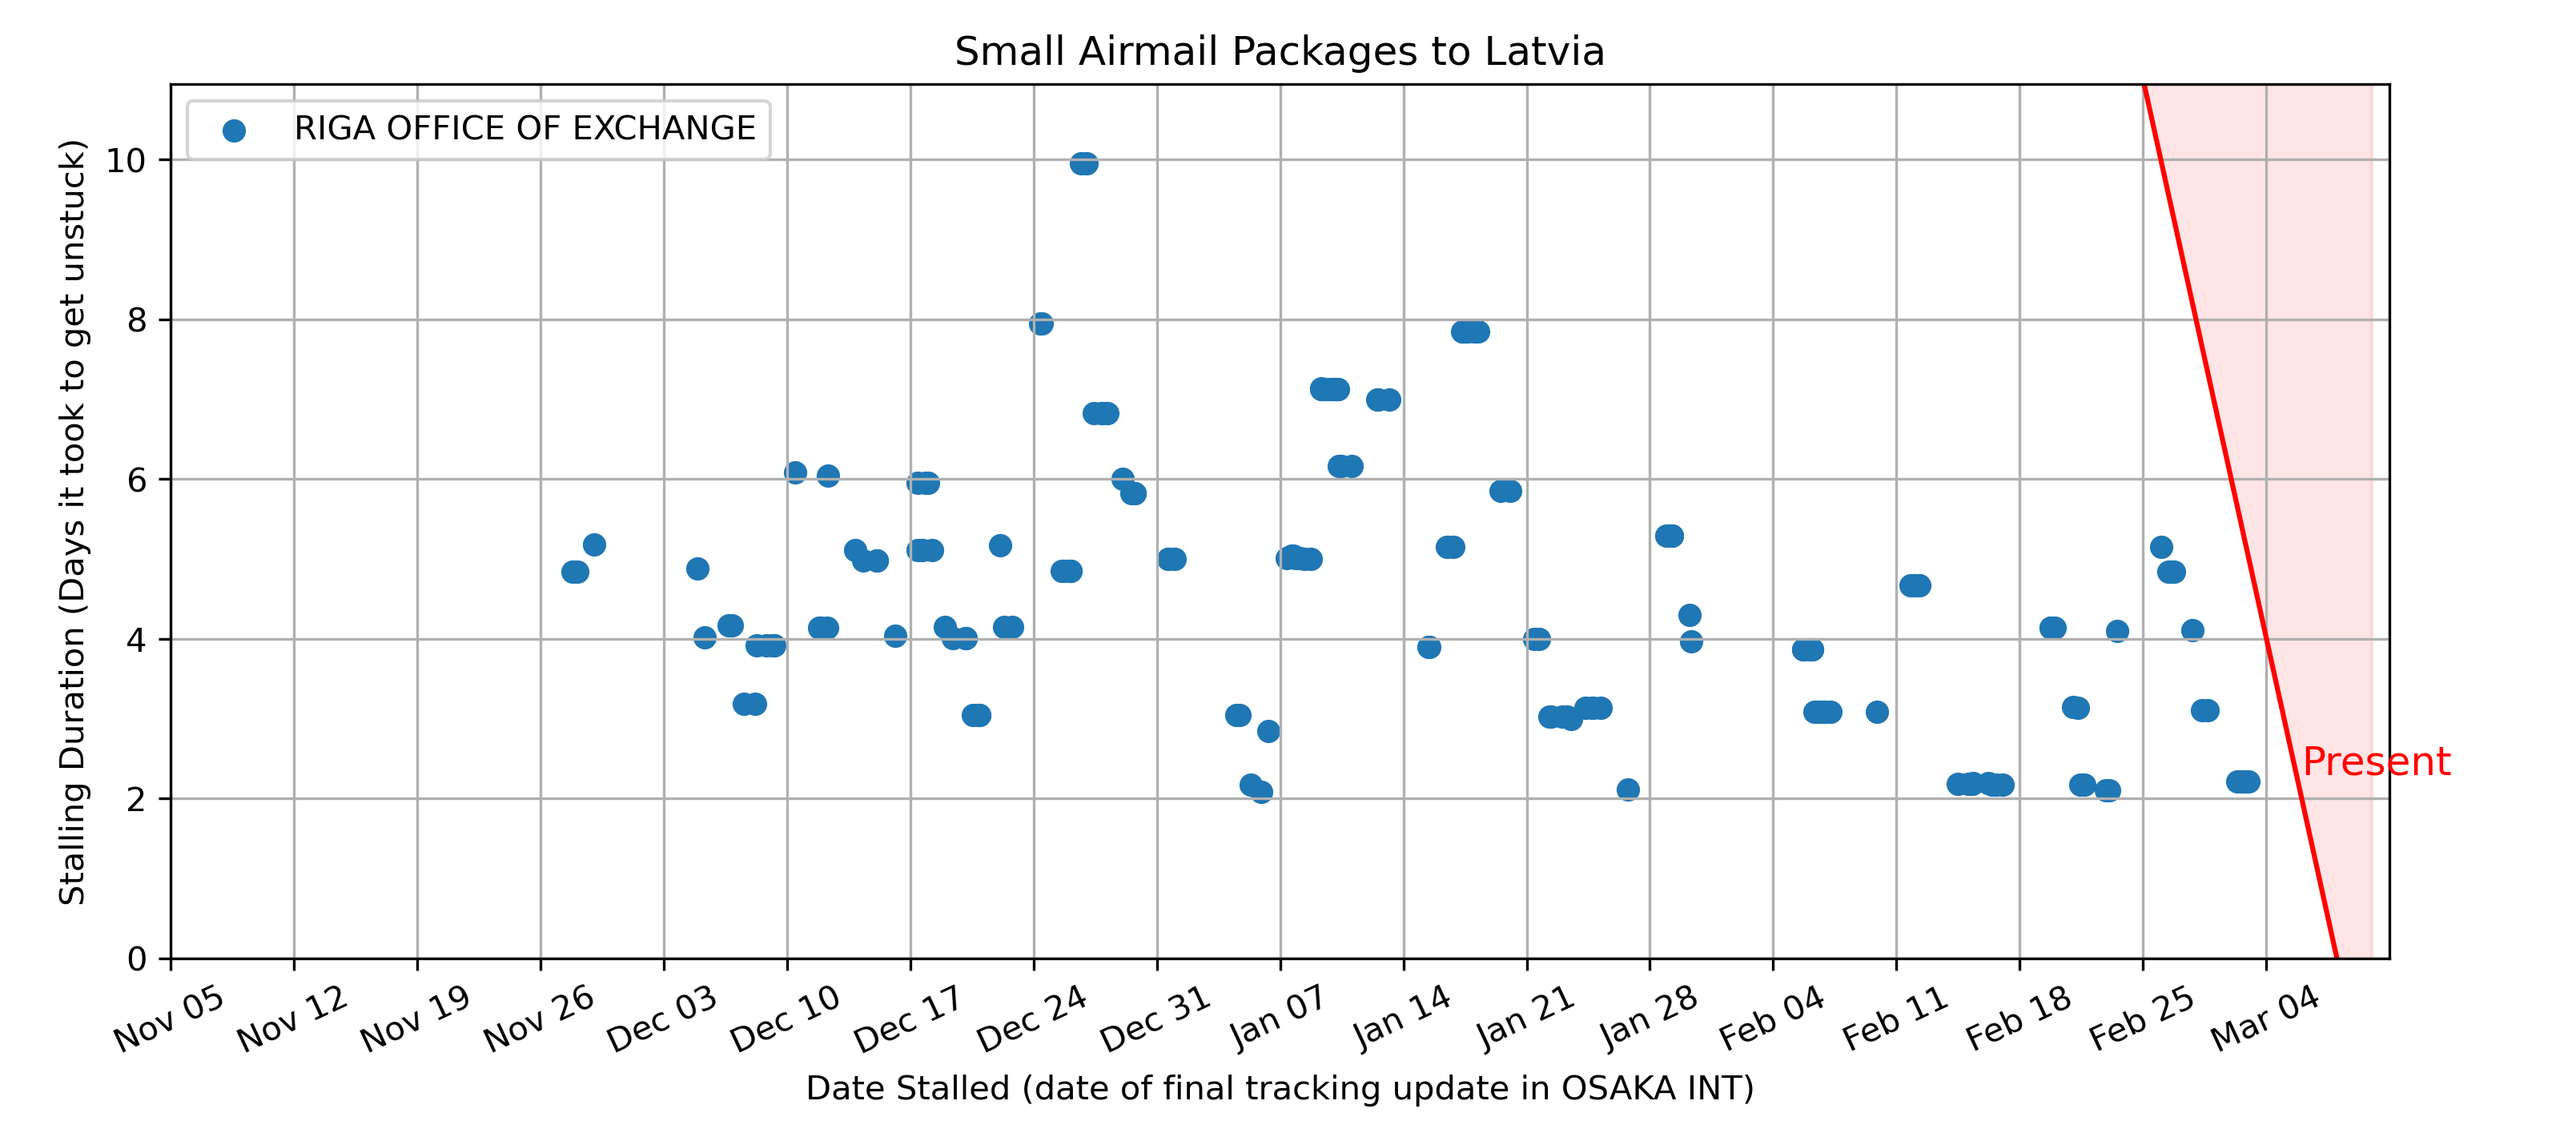 Small Airmail Packages to Latvia
RIGA OFFICE OF EXCHANGE
Stalling Duration (Days it took to get unstuck)
10
8
6
4
2
0
Present
Nov 05 Nov 12 Nov 19 Nov 26 Dec 03 Dec 10 Dec 17 Dec 24 Dec 31 Jan 07 Jan 14 Jan 21 Jan 28 Feb 04 Feb 11 Feb 18 Feb 25 Mar 04
Date Stalled (date of final tracking update in OSAKA INT)